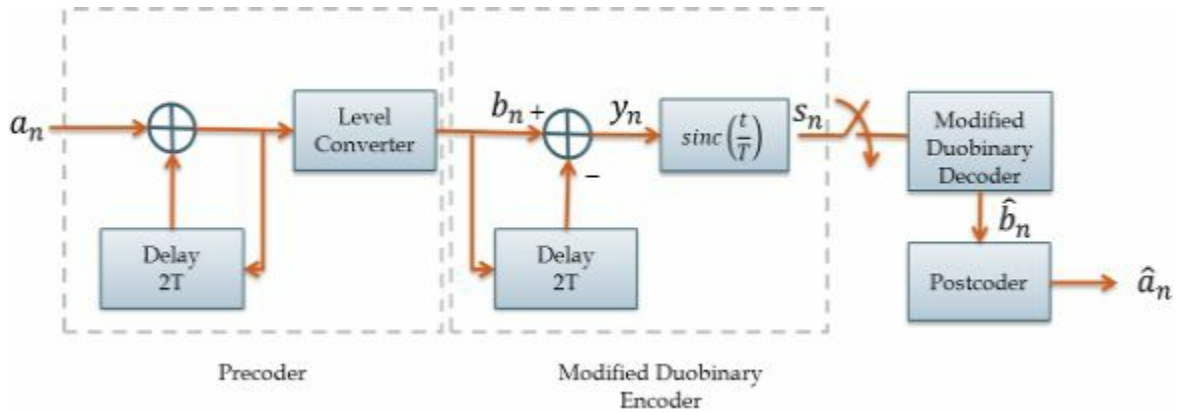 a_n
Level
Converter
Delay
2T
b_n +
y_n
−
sinc(t/T)
s_n
Delay
2T
Modified
Duobinary
Decoder
b̂_n
Postcoder
â_n
Precoder
Modified Duobinary
Encoder